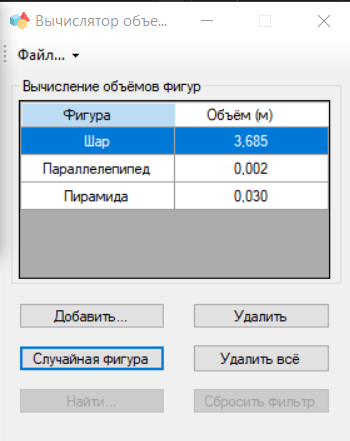 Вычислятор объе...
Файл...
Вычисление объёмов фигур
Фигура Объём (м)
Шар 3,685
Параллелепипед 0,002
Пирамида 0,030
Добавить... Удалить
Случайная фигура Удалить всё
Найти... Сбросить фильтр